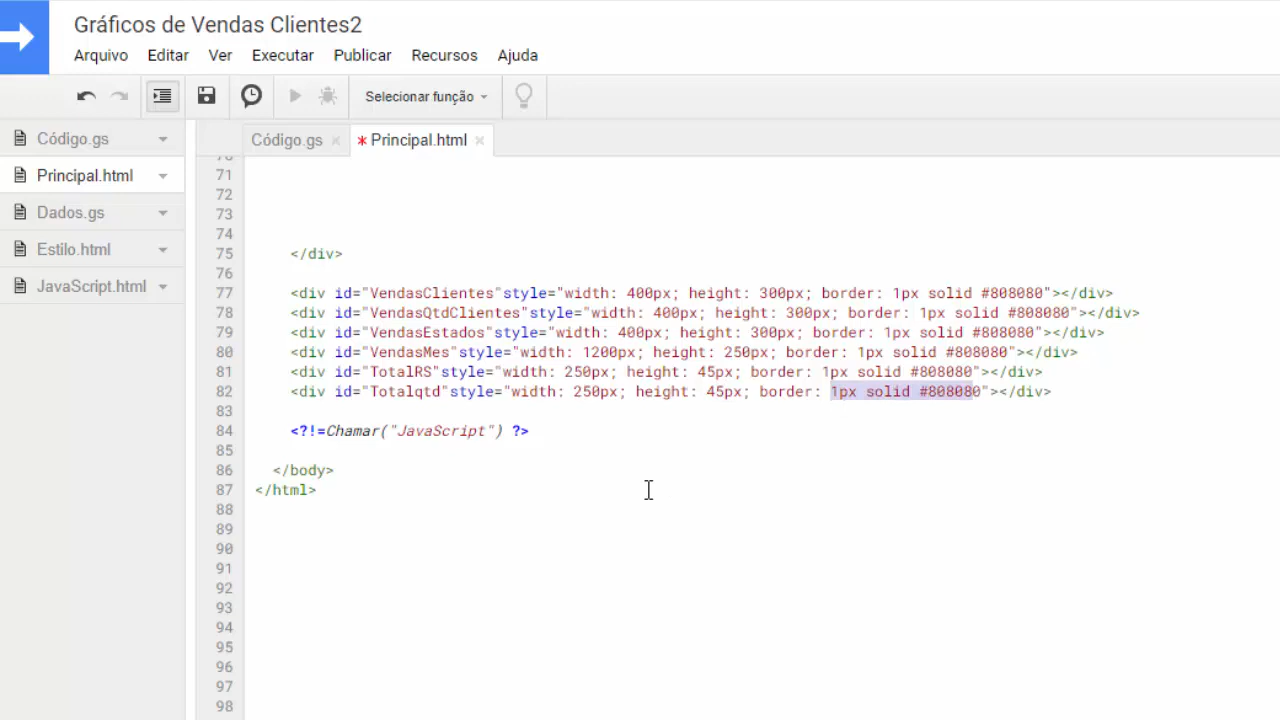 Gráficos de Vendas Clientes2
Arquivo Editar Ver Executar Publicar Recursos Ajuda
Selecionar função
Código.gs
Principal.html
Dados.gs
Estilo.html
JavaScript.html
Código.gs × * Principal.html ×
70
71
72
73
74
75 </div>
76
77 <div id="VendasClientes"style="width: 400px; height: 300px; border: 1px solid #808080"></div>
78 <div id="VendasQtdClientes"style="width: 400px; height: 300px; border: 1px solid #808080"></div>
79 <div id="VendasEstados"style="width: 400px; height: 300px; border: 1px solid #808080"></div>
80 <div id="VendasMes"style="width: 1200px; height: 250px; border: 1px solid #808080"></div>
81 <div id="TotalRS"style="width: 250px; height: 45px; border: 1px solid #808080"></div>
82 <div id="Totalqtd"style="width: 250px; height: 45px; border: 1px solid #808080"></div>
83
84 <?!=Chamar("JavaScript") ?>
85
86 </body>
87 </html>
88
89
90
91
92
93
94
95
96
97
98